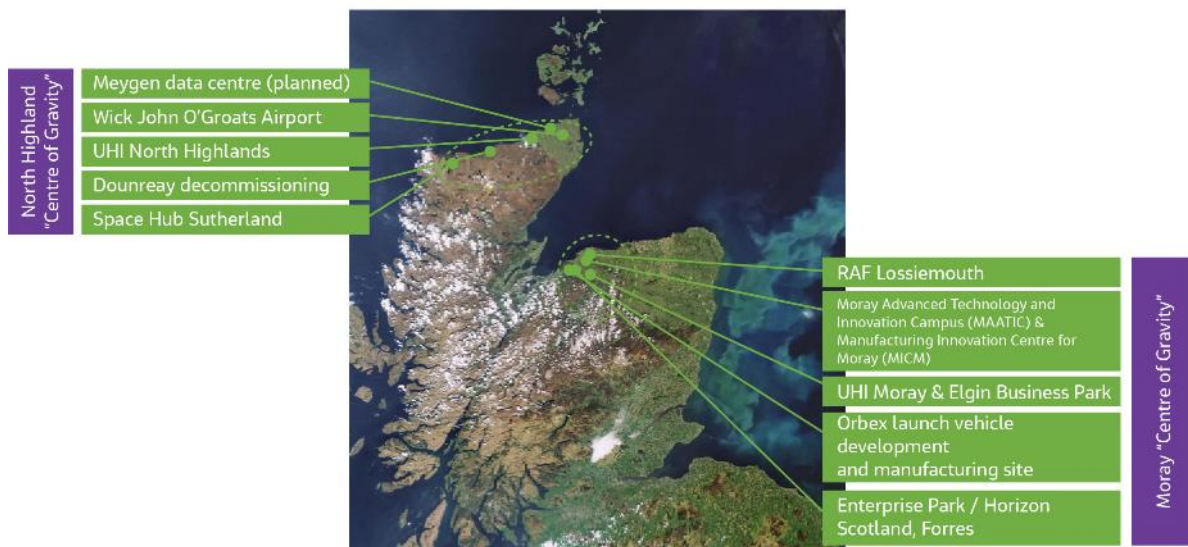 North Highland
“Centre of Gravity”
Meygen data centre (planned)
Wick John O’Groats Airport
UHI North Highlands
Dounreay decommissioning
Space Hub Sutherland
RAF Lossiemouth
Moray Advanced Technology and
Innovation Campus (MAATIC) &
Manufacturing Innovation Centre for
Moray (MICM)
UHI Moray & Elgin Business Park
Orbex launch vehicle
development
and manufacturing site
Enterprise Park / Horizon
Scotland, Forres
Moray “Centre of Gravity”